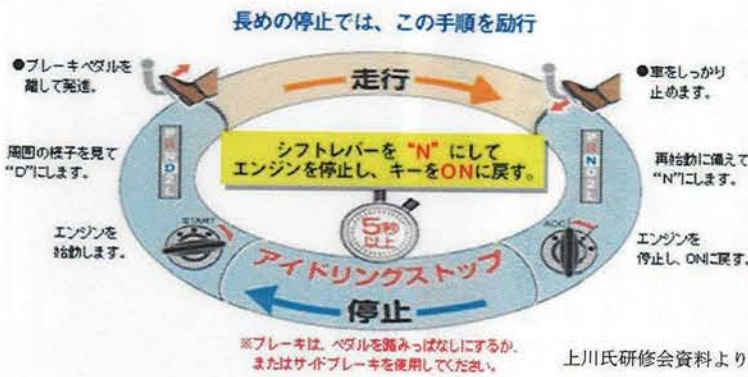 長めの停止では、この手順を励行
●ブレーキペダルを
離して発進。
走行
●車をしっかり
止めます。
周囲の様子を見て
“D”にします。
シフトレバーを “N” にして
エンジンを停止し、キーをONに戻す。
再始動に備えて
“N”にします。
エンジンを
始動します。
START
5秒
以上
ACC
エンジンを
停止し、ONに戻す。
アイドリングストップ
停止
※ブレーキは、ペダルを踏みっぱなしにするか、
またはサイドブレーキを使用してください。
上川氏研修会資料より